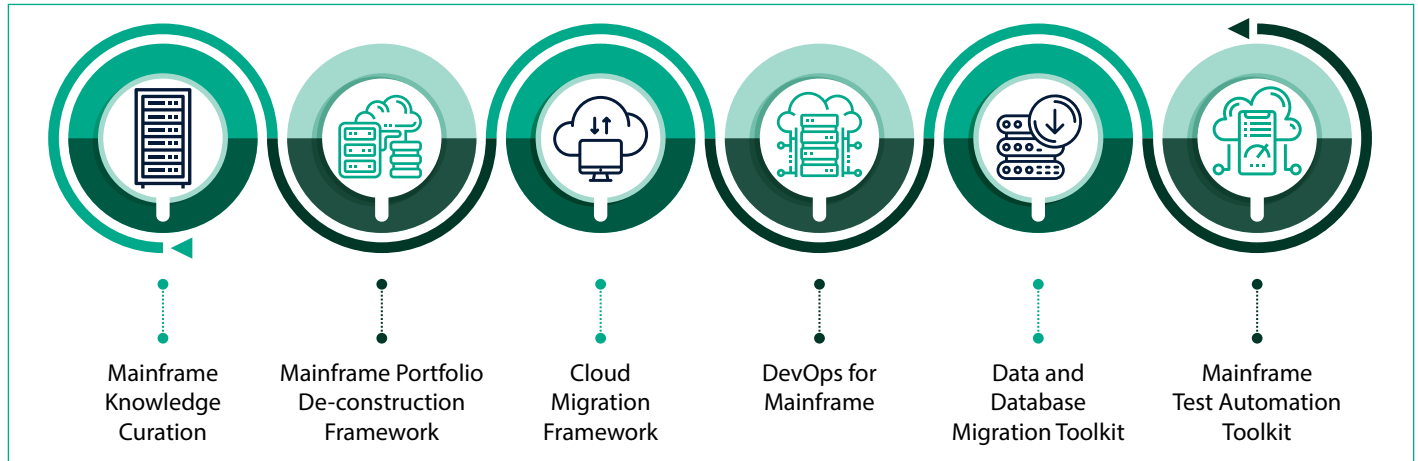 Mainframe
Knowledge
Curation
Mainframe Portfolio
De-construction
Framework
Cloud
Migration
Framework
DevOps for
Mainframe
Data and
Database
Migration Toolkit
Mainframe
Test Automation
Toolkit